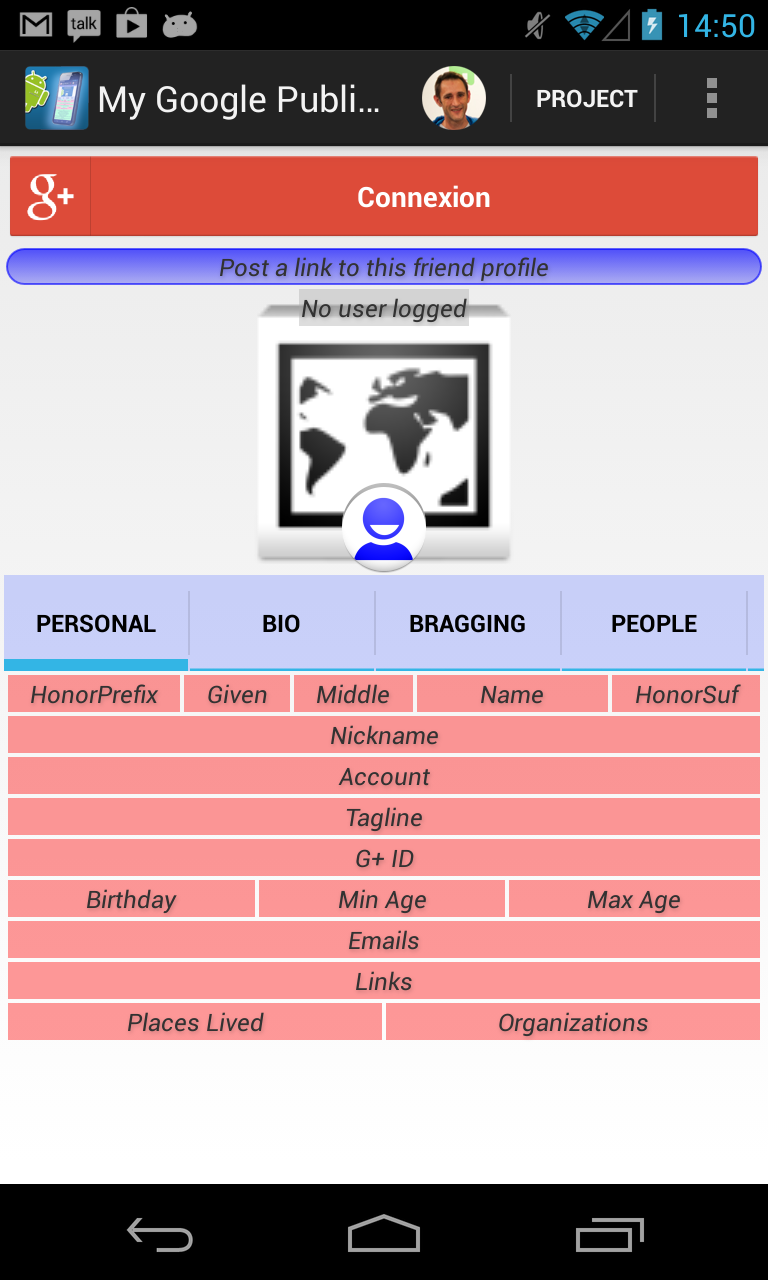 talk
14:50
My Google Publi...
PROJECT
g+
Connexion
Post a link to this friend profile
No user logged
PERSONAL BIO BRAGGING PEOPLE
HonorPrefix Given Middle Name HonorSuf
Nickname
Account
Tagline
G+ ID
Birthday Min Age Max Age
Emails
Links
Places Lived Organizations